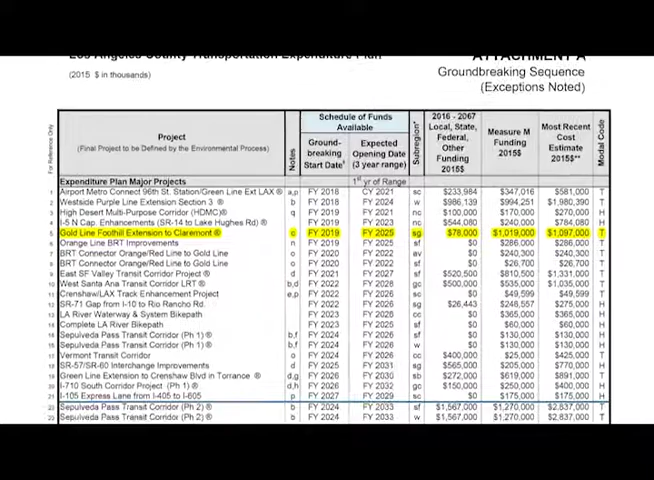 Los Angeles County Transportation Expenditure Plan
ATTACHMENT A
(2015 $ in thousands)
Groundbreaking Sequence
(Exceptions Noted)
For Reference Only
Project
(Final Project to be Defined by the Environmental Process)
Notes
Schedule of Funds Available
Ground-breaking Start Date
Expected Opening Date (3 year range)
Subregion*
2016 - 2067 Local, State, Federal, Other Funding 2015$
Measure M Funding 2015$
Most Recent Cost Estimate 2015$**
Modal Code
Expenditure Plan Major Projects
1st yr of Range
1 Airport Metro Connect 96th St. Station/Green Line Ext LAX ® a,p FY 2018 CY 2021 sc $233,984 $347,016 $581,000 T
2 Westside Purple Line Extension Section 3 ® b FY 2018 FY 2024 w $986,139 $994,251 $1,980,390 T
3 High Desert Multi-Purpose Corridor (HDMC)® q FY 2019 FY 2021 nc $100,000 $170,000 $270,000 H
4 I-5 N Cap. Enhancements (SR-14 to Lake Hughes Rd) ® FY 2019 FY 2023 nc $544,080 $240,000 $784,080 H
5 Gold Line Foothill Extension to Claremont ® c FY 2019 FY 2025 sg $78,000 $1,019,000 $1,097,000 T
6 Orange Line BRT Improvements n FY 2019 FY 2025 sf $0 $286,000 $286,000 T
7 BRT Connector Orange/Red Line to Gold Line o FY 2020 FY 2022 av $0 $240,300 $240,300 T
8 BRT Connector Orange/Red Line to Gold Line o FY 2020 FY 2022 sf $0 $26,700 $26,700 T
9 East SF Valley Transit Corridor Project ® d FY 2021 FY 2027 sf $520,500 $810,500 $1,331,000 T
10 West Santa Ana Transit Corridor LRT ® b,d FY 2022 FY 2028 gc $500,000 $535,000 $1,035,000 T
11 Crenshaw/LAX Track Enhancement Project e,p FY 2022 FY 2026 sc $0 $49,599 $49,599 T
12 SR-71 Gap from I-10 to Rio Rancho Rd. FY 2022 FY 2026 sg $26,443 $248,557 $275,000 H
13 LA River Waterway & System Bikepath FY 2023 FY 2025 cc $0 $365,000 $365,000 H
14 Complete LA River Bikepath FY 2023 FY 2025 sf $0 $60,000 $60,000 H
15 Sepulveda Pass Transit Corridor (Ph 1) ® b,f FY 2024 FY 2026 sf $0 $130,000 $130,000 H
16 Sepulveda Pass Transit Corridor (Ph 1) ® b,f FY 2024 FY 2026 w $0 $130,000 $130,000 H
17 Vermont Transit Corridor o FY 2024 FY 2028 cc $400,000 $25,000 $425,000 T
18 SR-57/SR-60 Interchange Improvements d FY 2025 FY 2031 sg $565,000 $205,000 $770,000 H
19 Green Line Extension to Crenshaw Blvd in Torrance ® d,g FY 2026 FY 2030 sb $272,000 $619,000 $891,000 T
20 I-710 South Corridor Project (Ph 1) ® d,h FY 2026 FY 2032 gc $150,000 $250,000 $400,000 H
21 I-105 Express Lane from I-405 to I-605 p FY 2027 FY 2029 sc $0 $175,000 $175,000 H
22 Sepulveda Pass Transit Corridor (Ph 2) ® b FY 2024 FY 2033 sf $1,567,000 $1,270,000 $2,837,000 T
23 Sepulveda Pass Transit Corridor (Ph 2) ® b FY 2024 FY 2033 w $1,567,000 $1,270,000 $2,837,000 T